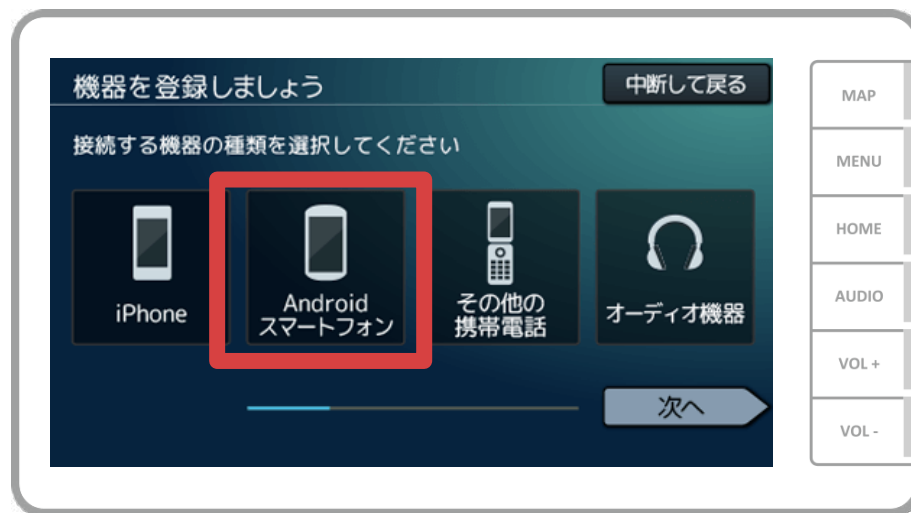 機器を登録しましょう
中断して戻る
接続する機器の種類を選択してください
iPhone
Android
スマートフォン
その他の
携帯電話
オーディオ機器
次へ
MAP
MENU
HOME
AUDIO
VOL +
VOL -